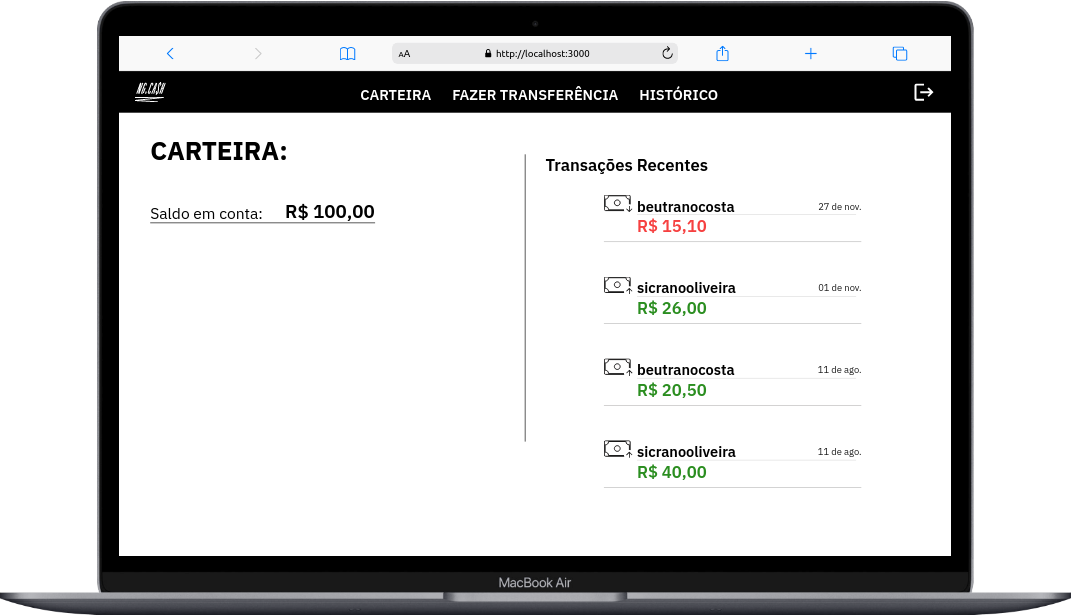 AA http://localhost:3000
NG.CA$H CARTEIRA FAZER TRANSFERÊNCIA HISTÓRICO
CARTEIRA:
Saldo em conta: R$ 100,00
Transações Recentes
beutranocosta 27 de nov.
R$ 15,10
sicranooliveira 01 de nov.
R$ 26,00
beutranocosta 11 de ago.
R$ 20,50
sicranooliveira 11 de ago.
R$ 40,00
MacBook Air